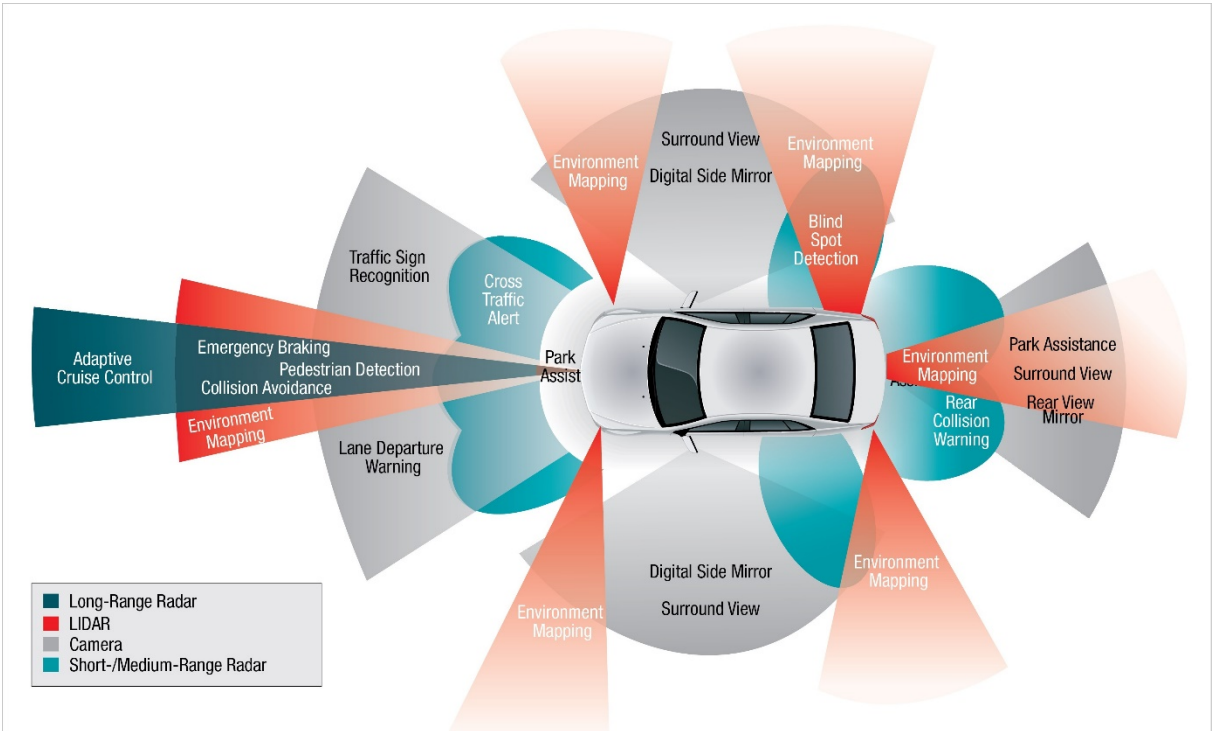 Surround View
Digital Side Mirror
Environment
Mapping
Environment
Mapping
Blind
Spot
Detection
Traffic Sign
Recognition
Cross
Traffic
Alert
Adaptive
Cruise Control
Emergency Braking
Pedestrian Detection
Collision Avoidance
Environment
Mapping
Park
Assist
Lane Departure
Warning
Environment
Mapping
Park Assistance
Surround View
Rear View
Mirror
Rear
Collision
Warning
Digital Side Mirror
Surround View
Environment
Mapping
Environment
Mapping
Long-Range Radar
LIDAR
Camera
Short-/Medium-Range Radar